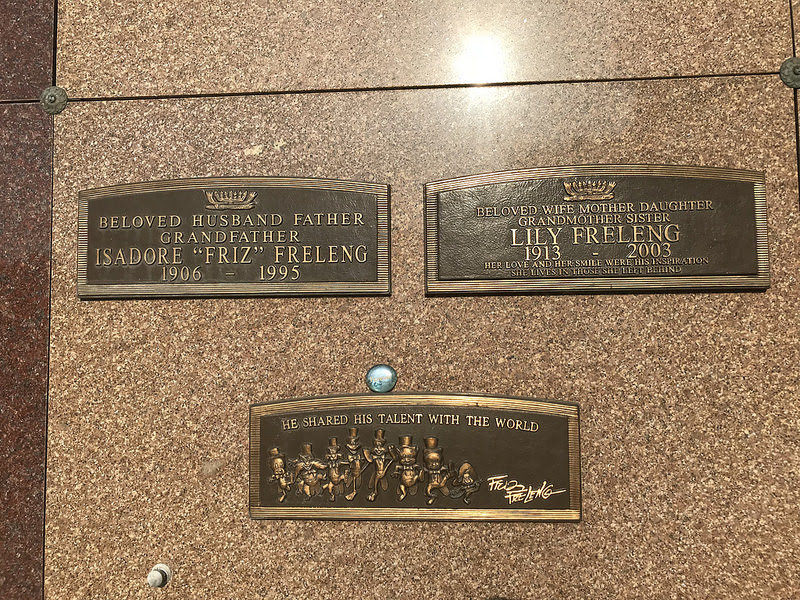 BELOVED HUSBAND FATHER
GRANDFATHER
ISADORE "FRIZ" FRELENG
1906 – 1995
BELOVED WIFE MOTHER DAUGHTER
GRANDMOTHER SISTER
LILY FRELENG
1913 - 2003
HER LOVE AND HER SMILE WERE HIS INSPIRATION
SHE LIVES IN THOSE SHE LEFT BEHIND
HE SHARED HIS TALENT WITH THE WORLD
FRIZ
FRELENG